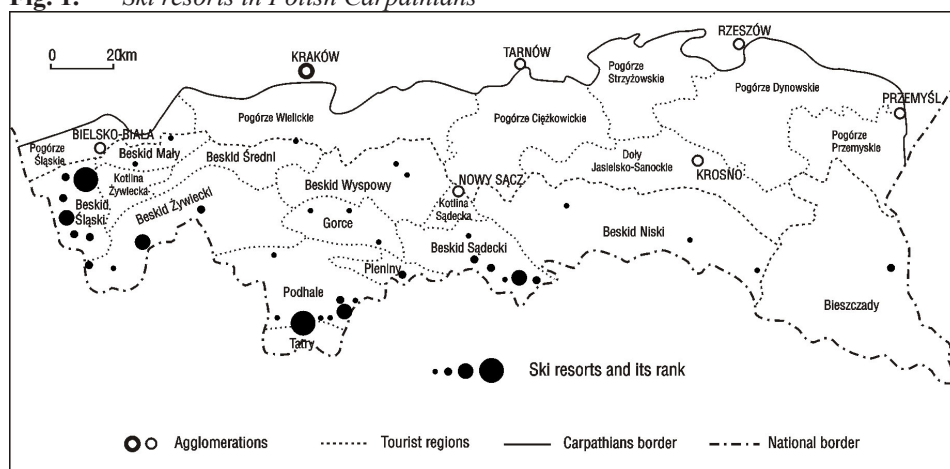 Fig. 1. Ski resorts in Polish Carpathians
0 20km
KRAKÓW
TARNÓW
RZESZÓW
PRZEMYŚL
Pogórze
Strzyżowskie
Pogórze Dynowskie
Pogórze Wielickie
Pogórze Ciężkowickie
BIELSKO-BIAŁA
Pogórze
Śląskie
Beskid Mały
Beskid Średni
Pogórze
Przemyskie
Doły
Jasielsko-Sanockie
KROSNO
Kotlina
Żywiecka
Beskid Wyspowy
NOWY SĄCZ
Kotlina
Sądecka
Beskid
Śląski
Beskid Żywiecki
Gorce
Beskid Sądecki
Beskid Niski
Pieniny
Podhale
Bieszczady
Tatry
Ski resorts and its rank
Agglomerations
Tourist regions
Carpathians border
National border